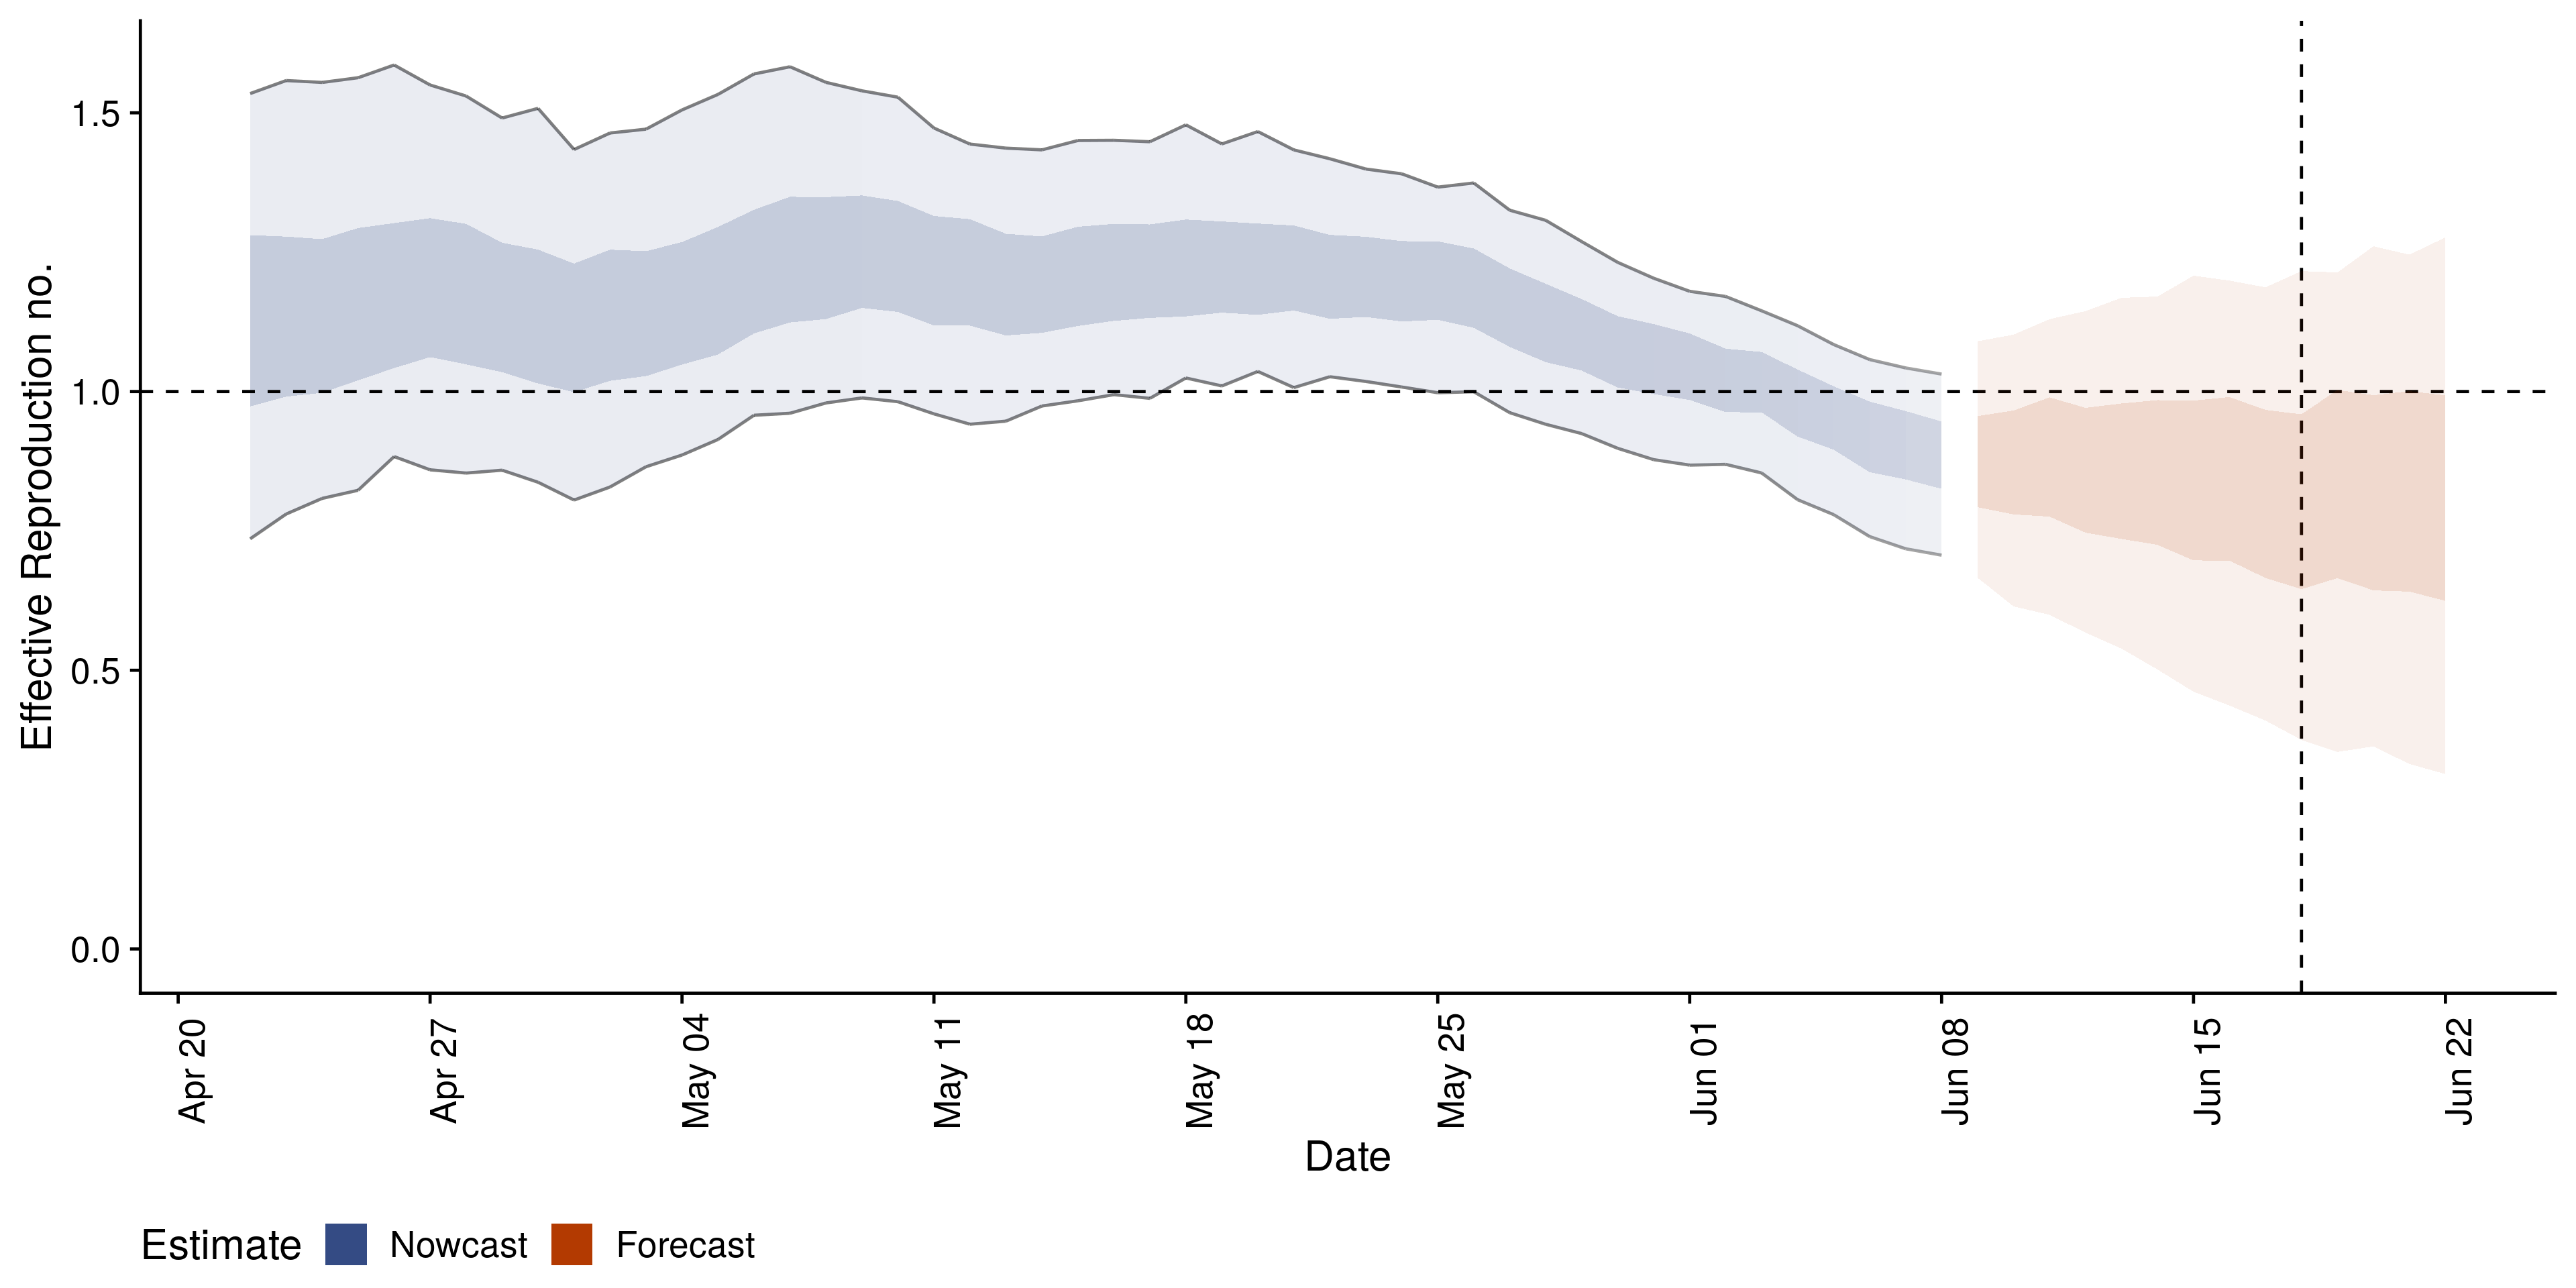 Effective Reproduction no.
1.5
1.0
0.5
0.0
Apr 20
Apr 27
May 04
May 11
May 18
May 25
Jun 01
Jun 08
Jun 15
Jun 22
Date
Estimate Nowcast Forecast